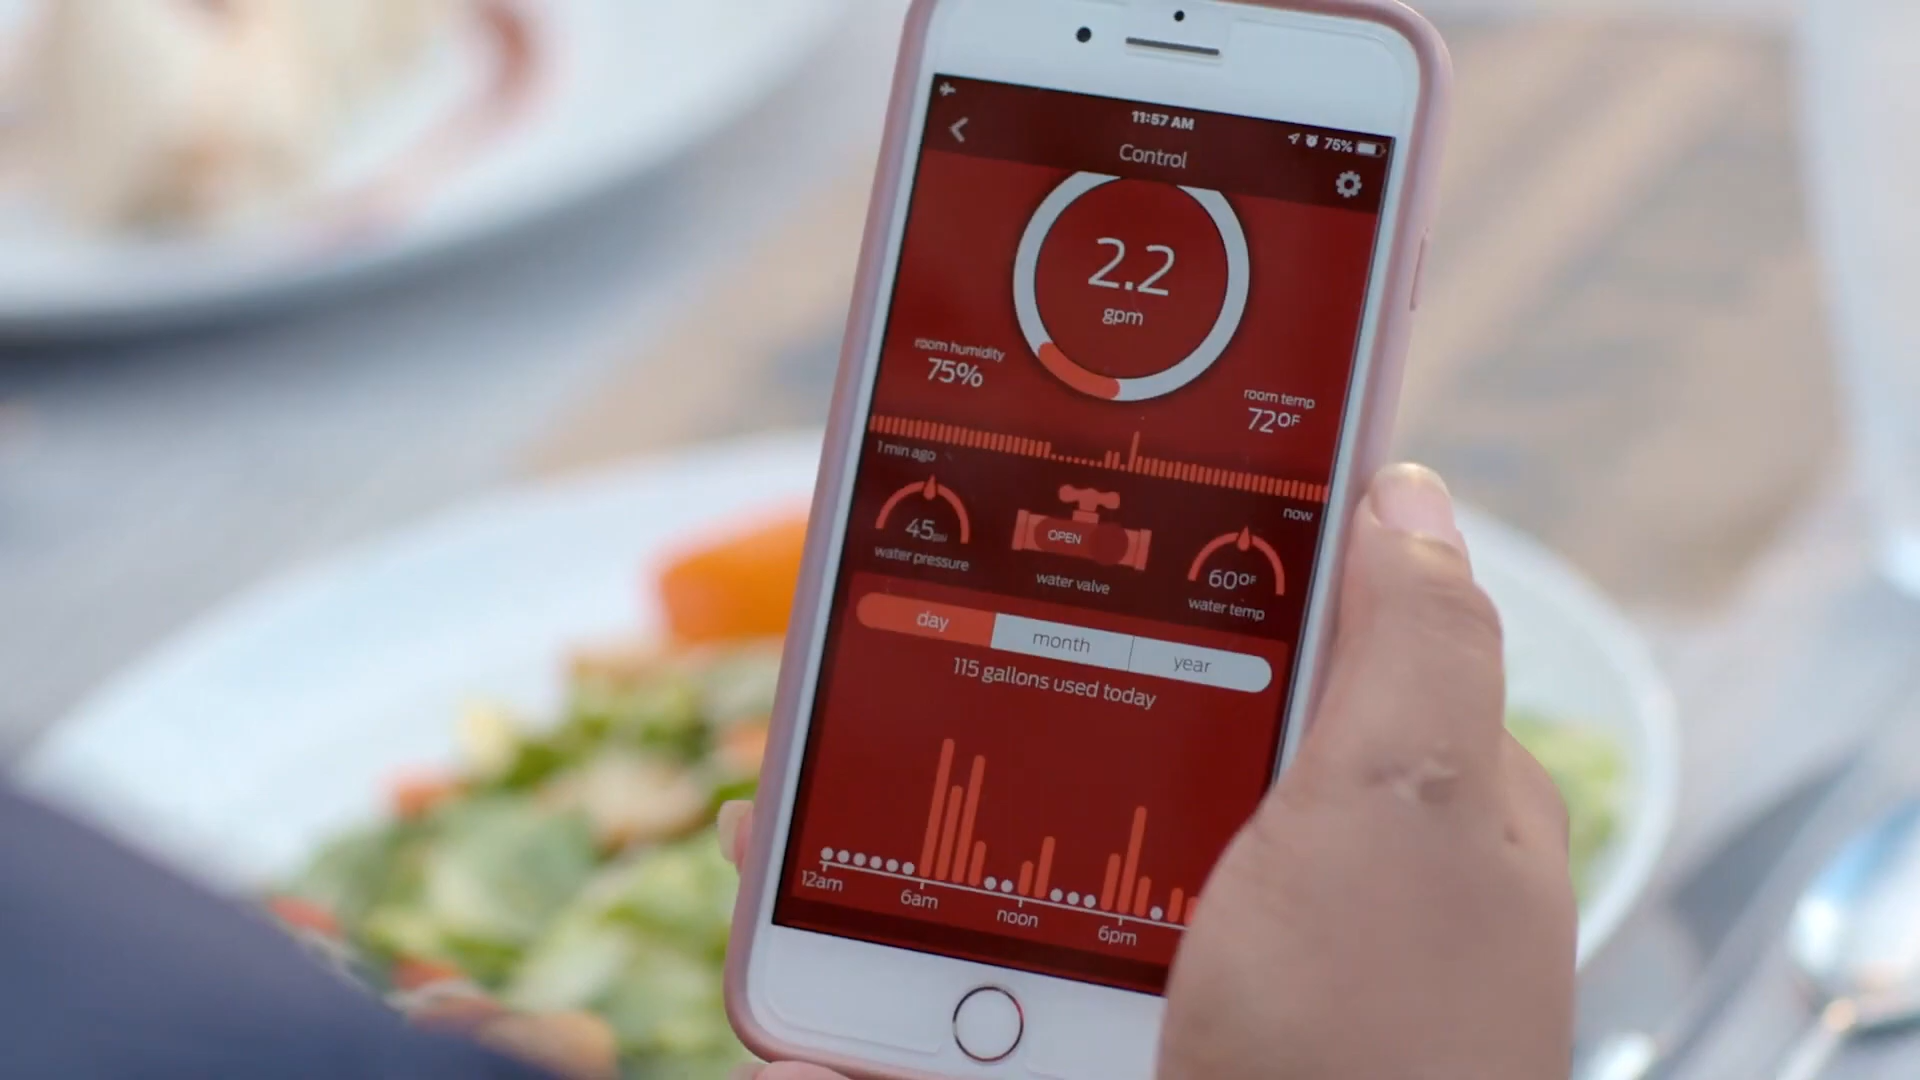 11:57 AM
75%
Control
2.2
gpm
room humidity
75%
room temp
72°F
1 min ago
now
45 psi
water pressure
OPEN
water valve
60°F
water temp
day month year
115 gallons used today
12am 6am noon 6pm